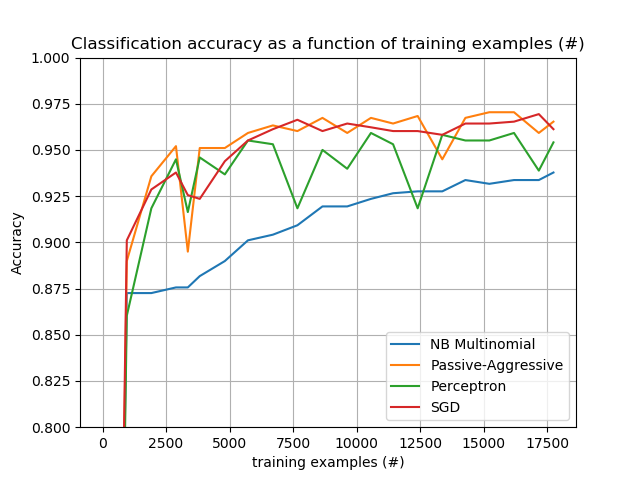 Classification accuracy as a function of training examples (#)
1.000
0.975
0.950
0.925
0.900
0.875
0.850
0.825
0.800
Accuracy
NB Multinomial
Passive-Aggressive
Perceptron
SGD
0 2500 5000 7500 10000 12500 15000 17500
training examples (#)